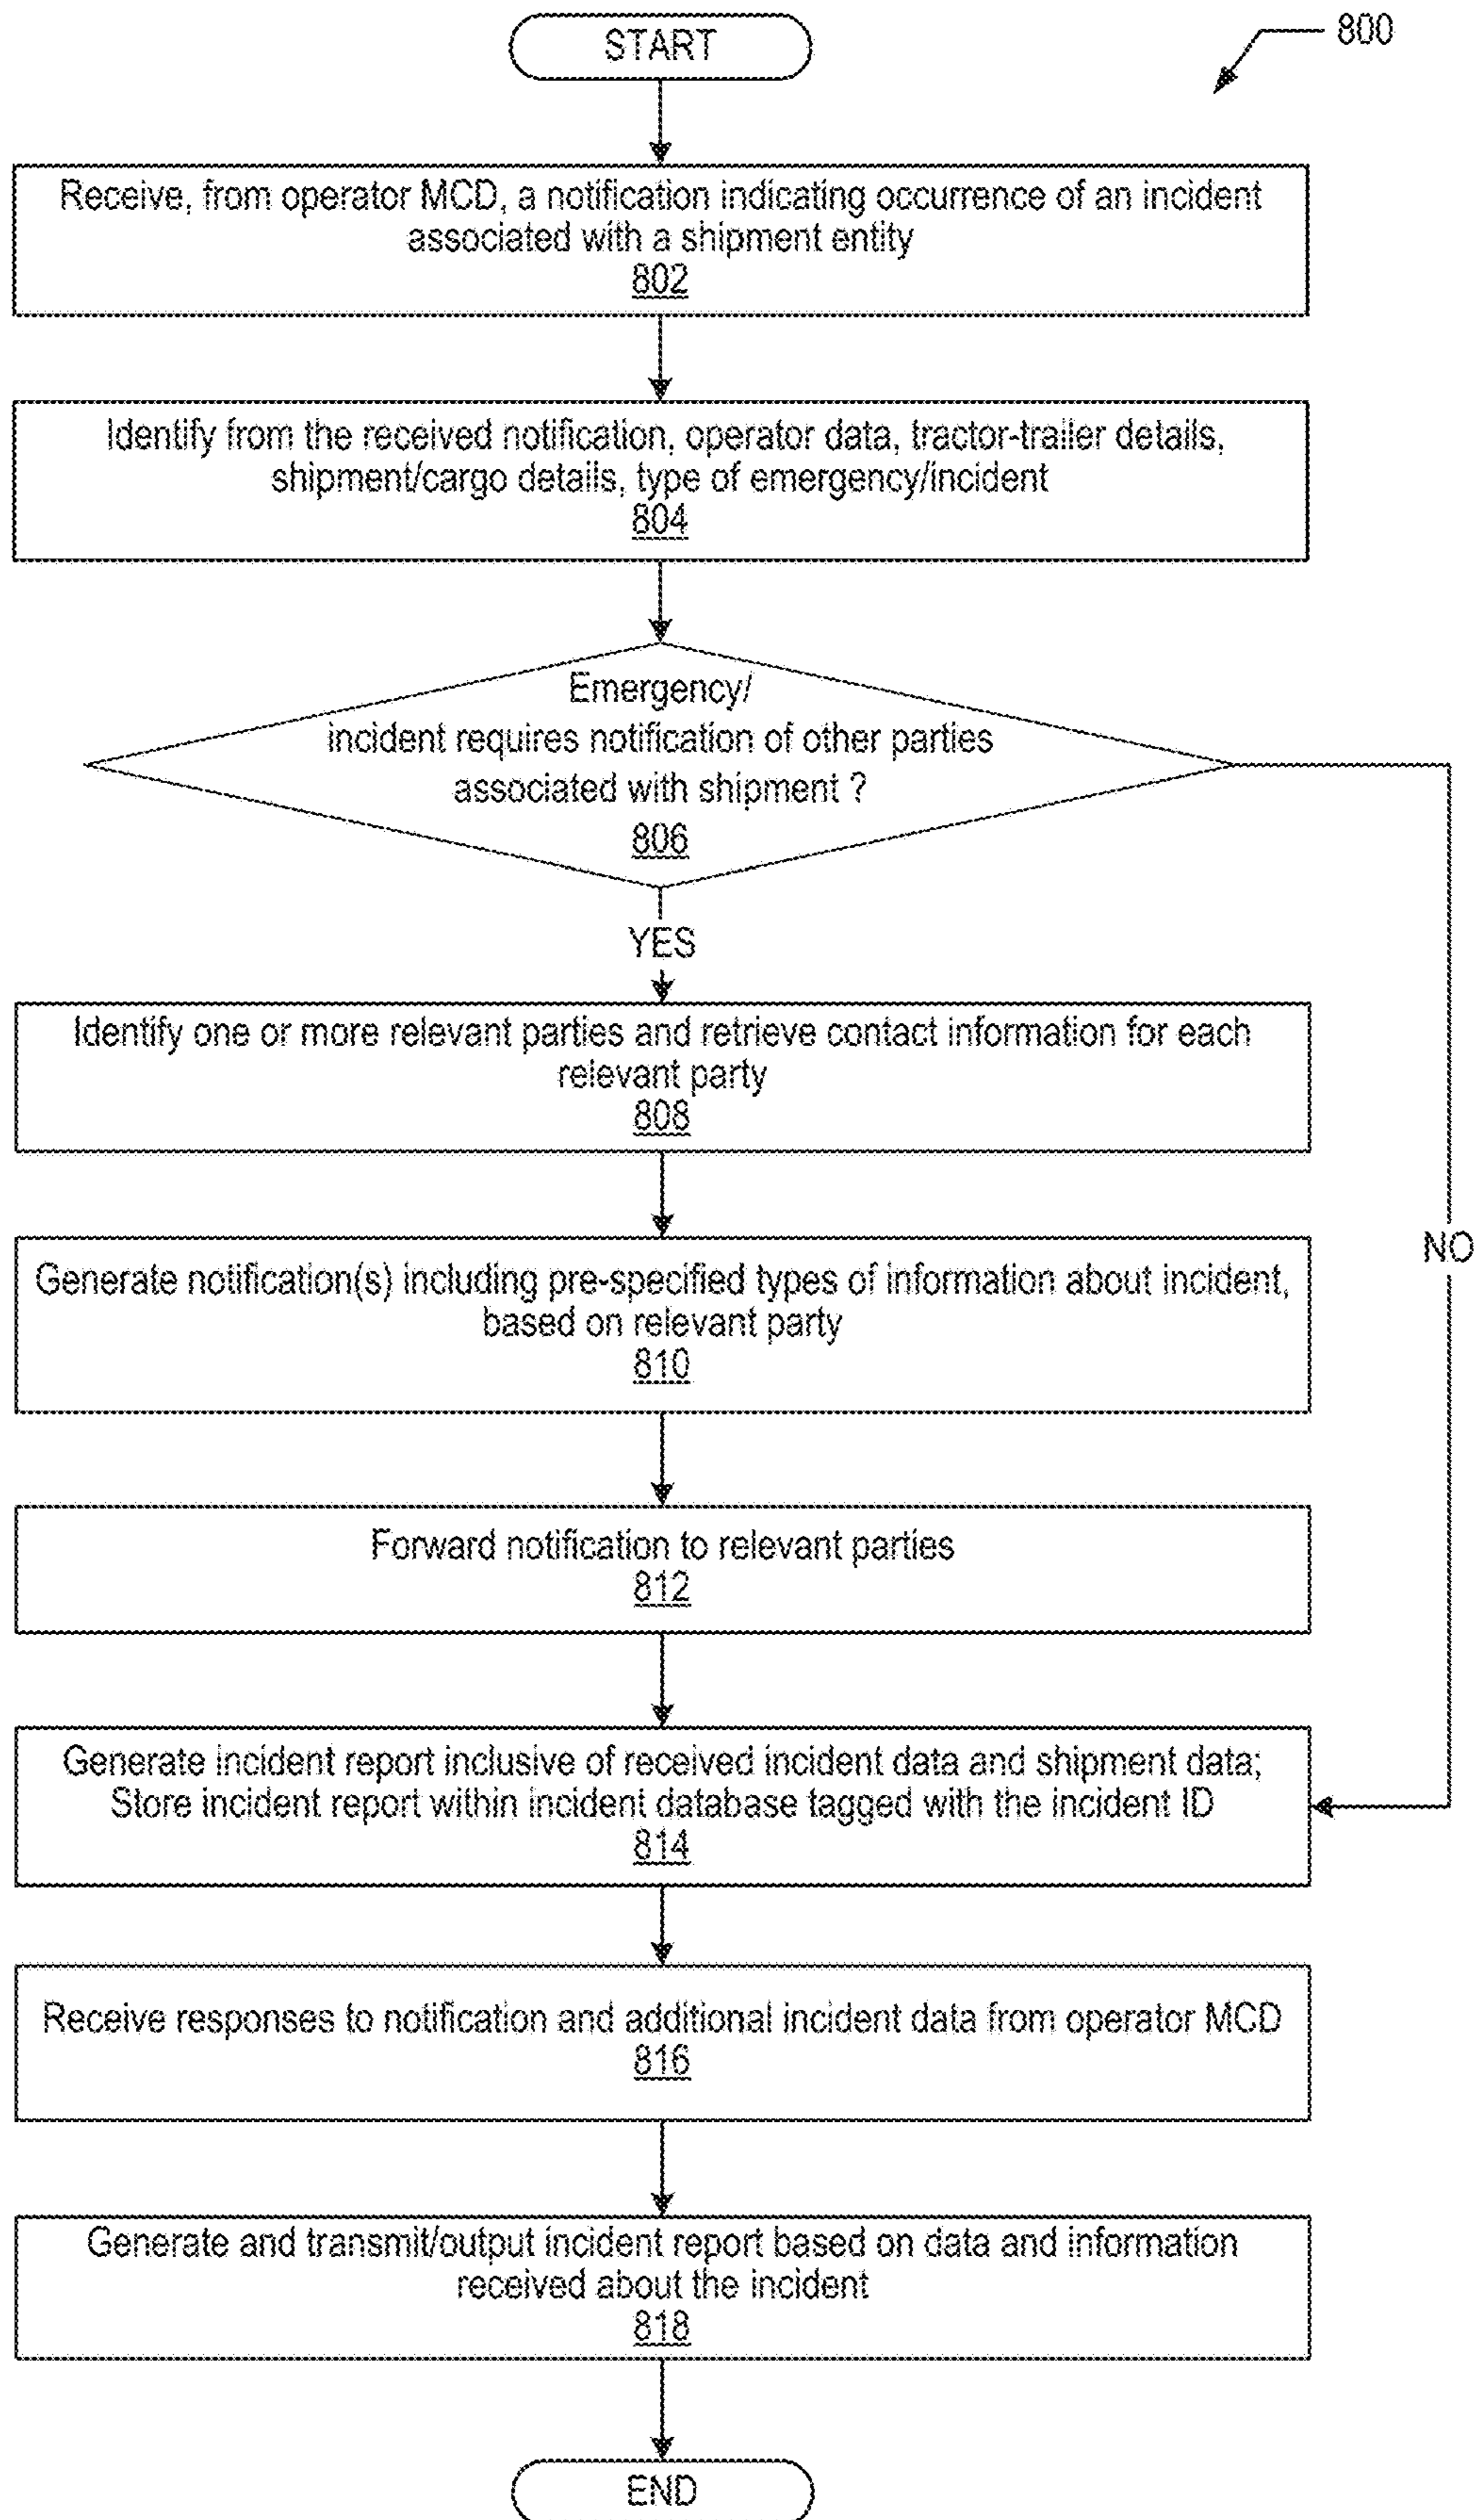 START
800
Receive, from operator MCD, a notification indicating occurrence of an incident
associated with a shipment entity
802
Identify from the received notification, operator data, tractor-trailer details,
shipment/cargo details, type of emergency/incident
804
Emergency/
incident requires notification of other parties
associated with shipment ?
806
YES
Identify one or more relevant parties and retrieve contact information for each
relevant party
808
NO
Generate notification(s) including pre-specified types of information about incident,
based on relevant party
810
Forward notification to relevant parties
812
Generate incident report inclusive of received incident data and shipment data;
Store incident report within incident database tagged with the incident ID
814
Receive responses to notification and additional incident data from operator MCD
816
Generate and transmit/output incident report based on data and information
received about the incident
818
END